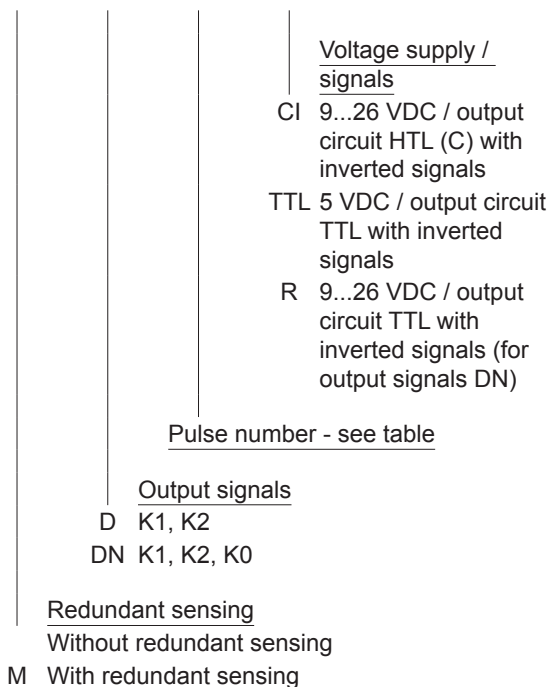 Voltage supply /
signals
CI 9...26 VDC / output
circuit HTL (C) with
inverted signals
TTL 5 VDC / output circuit
TTL with inverted
signals
R 9...26 VDC / output
circuit TTL with
inverted signals (for
output signals DN)
Pulse number - see table
Output signals
D K1, K2
DN K1, K2, K0
Redundant sensing
Without redundant sensing
M With redundant sensing